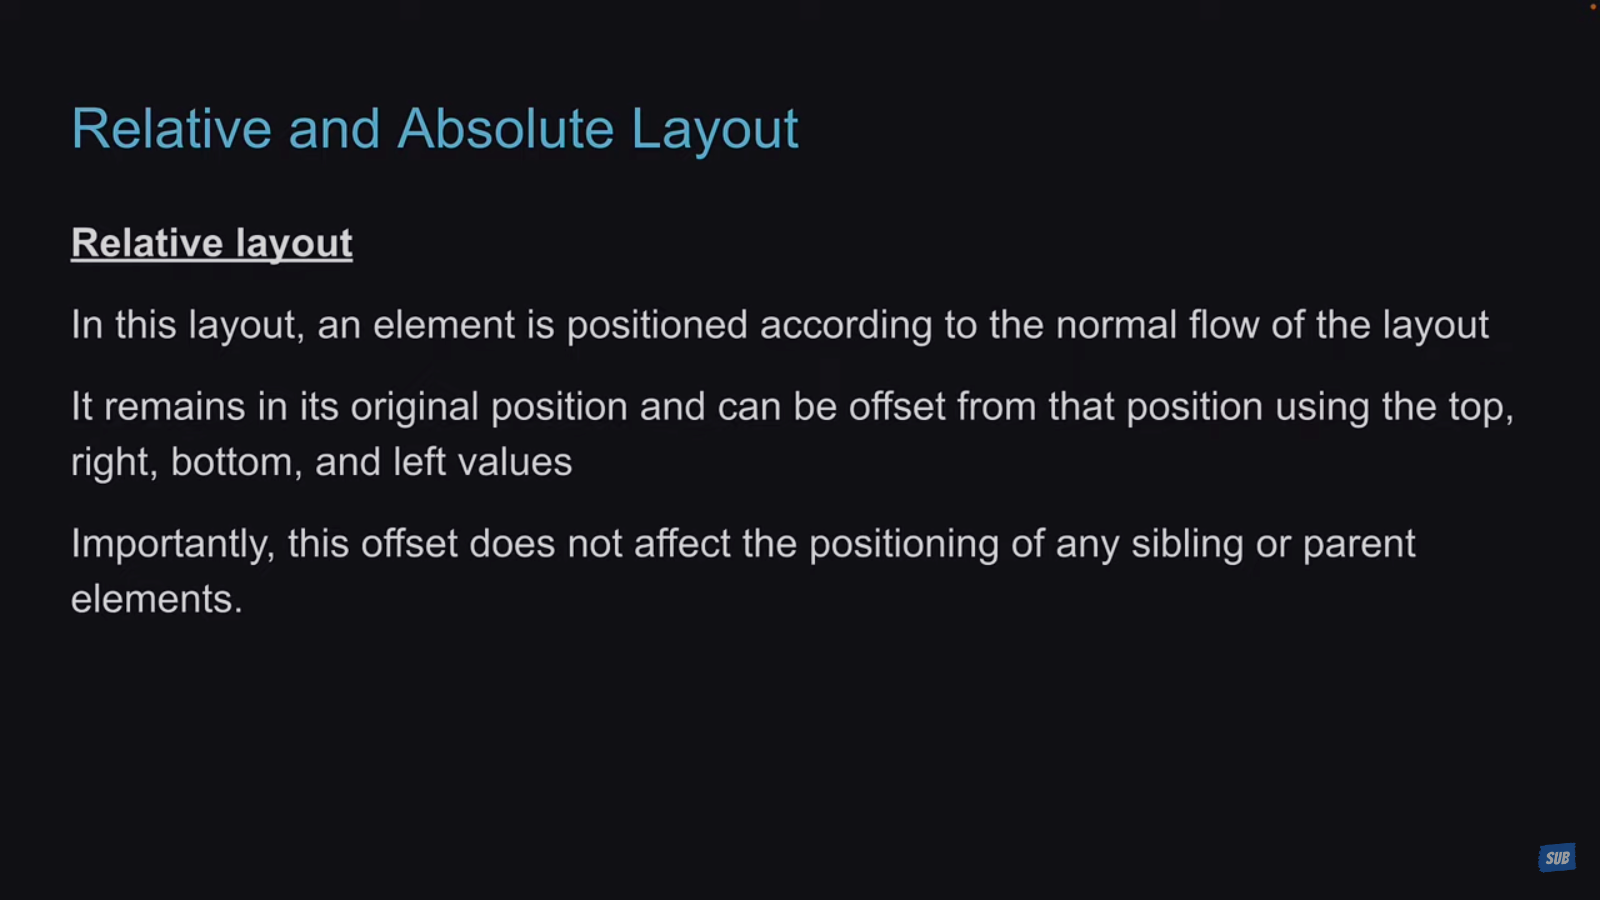 Relative and Absolute Layout
Relative layout
In this layout, an element is positioned according to the normal flow of the layout
It remains in its original position and can be offset from that position using the top,
right, bottom, and left values
Importantly, this offset does not affect the positioning of any sibling or parent
elements.
SUB